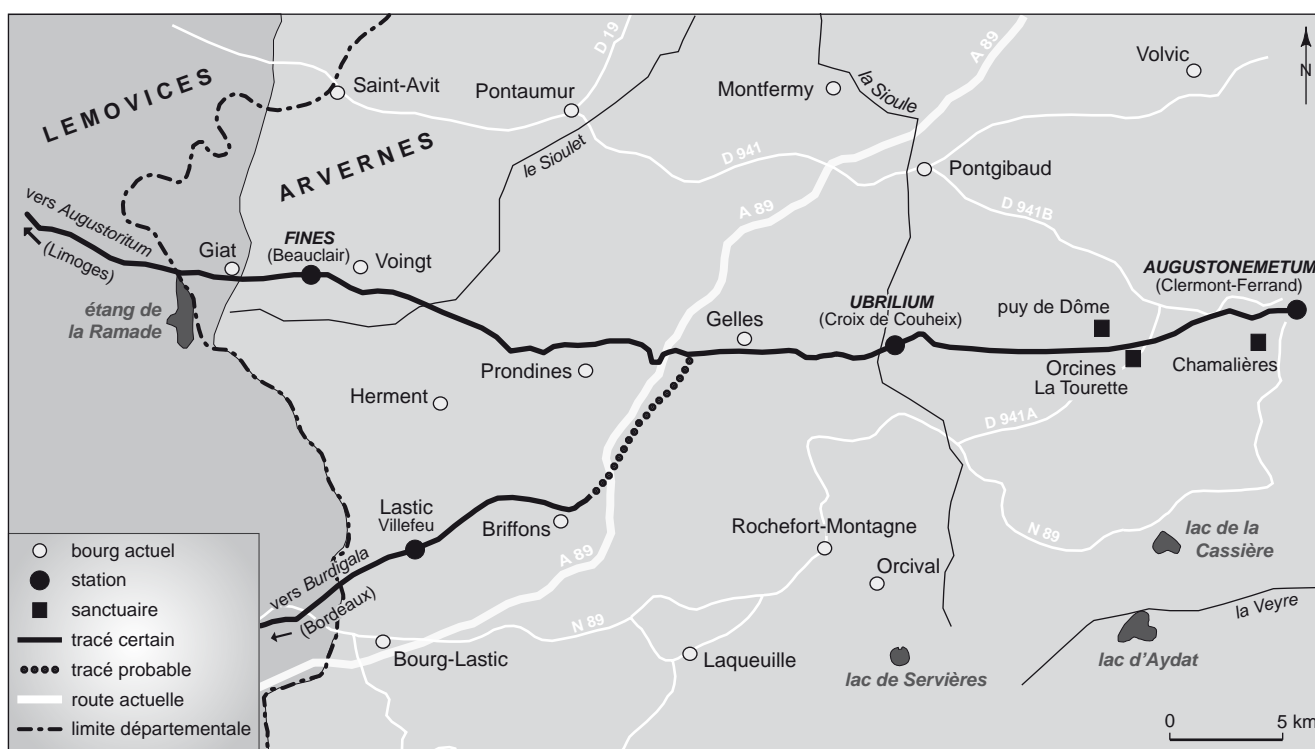 LEMOVICES
ARVERNES
Saint-Avit
Pontaumur
D 19
Montfermy
la Sioule
A 89
Volvic
N
le Sioulet
D 941
Pontgibaud
A 89
D 941B
vers Augustoritum
(Limoges)
Giat
FINES
(Beauclair)
Voingt
étang de
la Ramade
AUGUSTONEMETUM
(Clermont-Ferrand)
UBRILIUM
(Croix de Couheix)
puy de Dôme
Gelles
Orcines
La Tourette
Chamalières
Prondines
Herment
D 941A
Lastic
Villefeu
Briffons
Rochefort-Montagne
Orcival
N 89
lac de la
Cassière
A 89
vers Burdigala
(Bordeaux)
N 89
Bourg-Lastic
Laqueuille
lac de Servières
la Veyre
lac d'Aydat
bourg actuel
station
sanctuaire
tracé certain
tracé probable
route actuelle
limite départementale
0 5 km